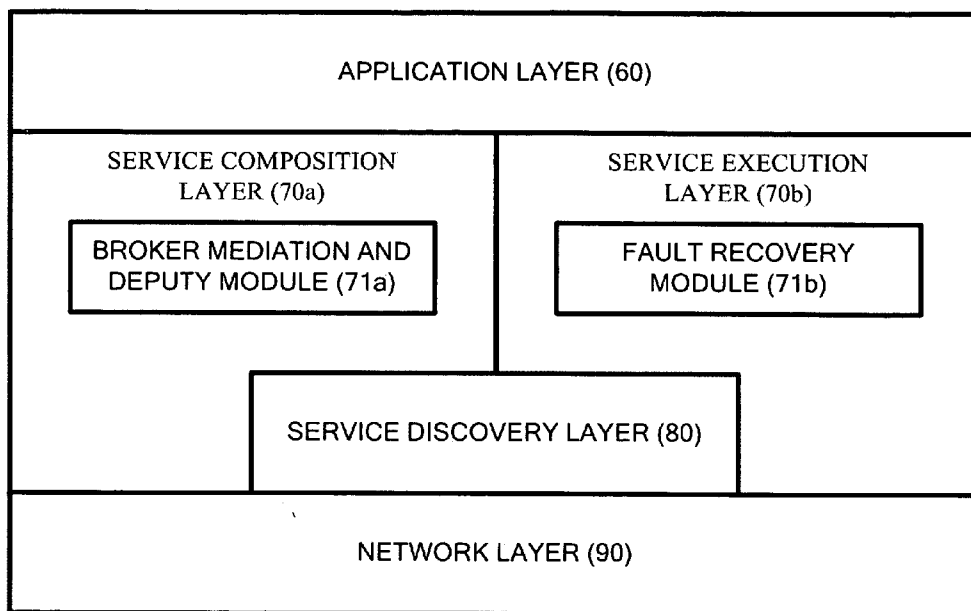 APPLICATION LAYER (60)
SERVICE COMPOSITION
LAYER (70a)
BROKER MEDIATION AND
DEPUTY MODULE (71a)
SERVICE EXECUTION
LAYER (70b)
FAULT RECOVERY
MODULE (71b)
SERVICE DISCOVERY LAYER (80)
NETWORK LAYER (90)